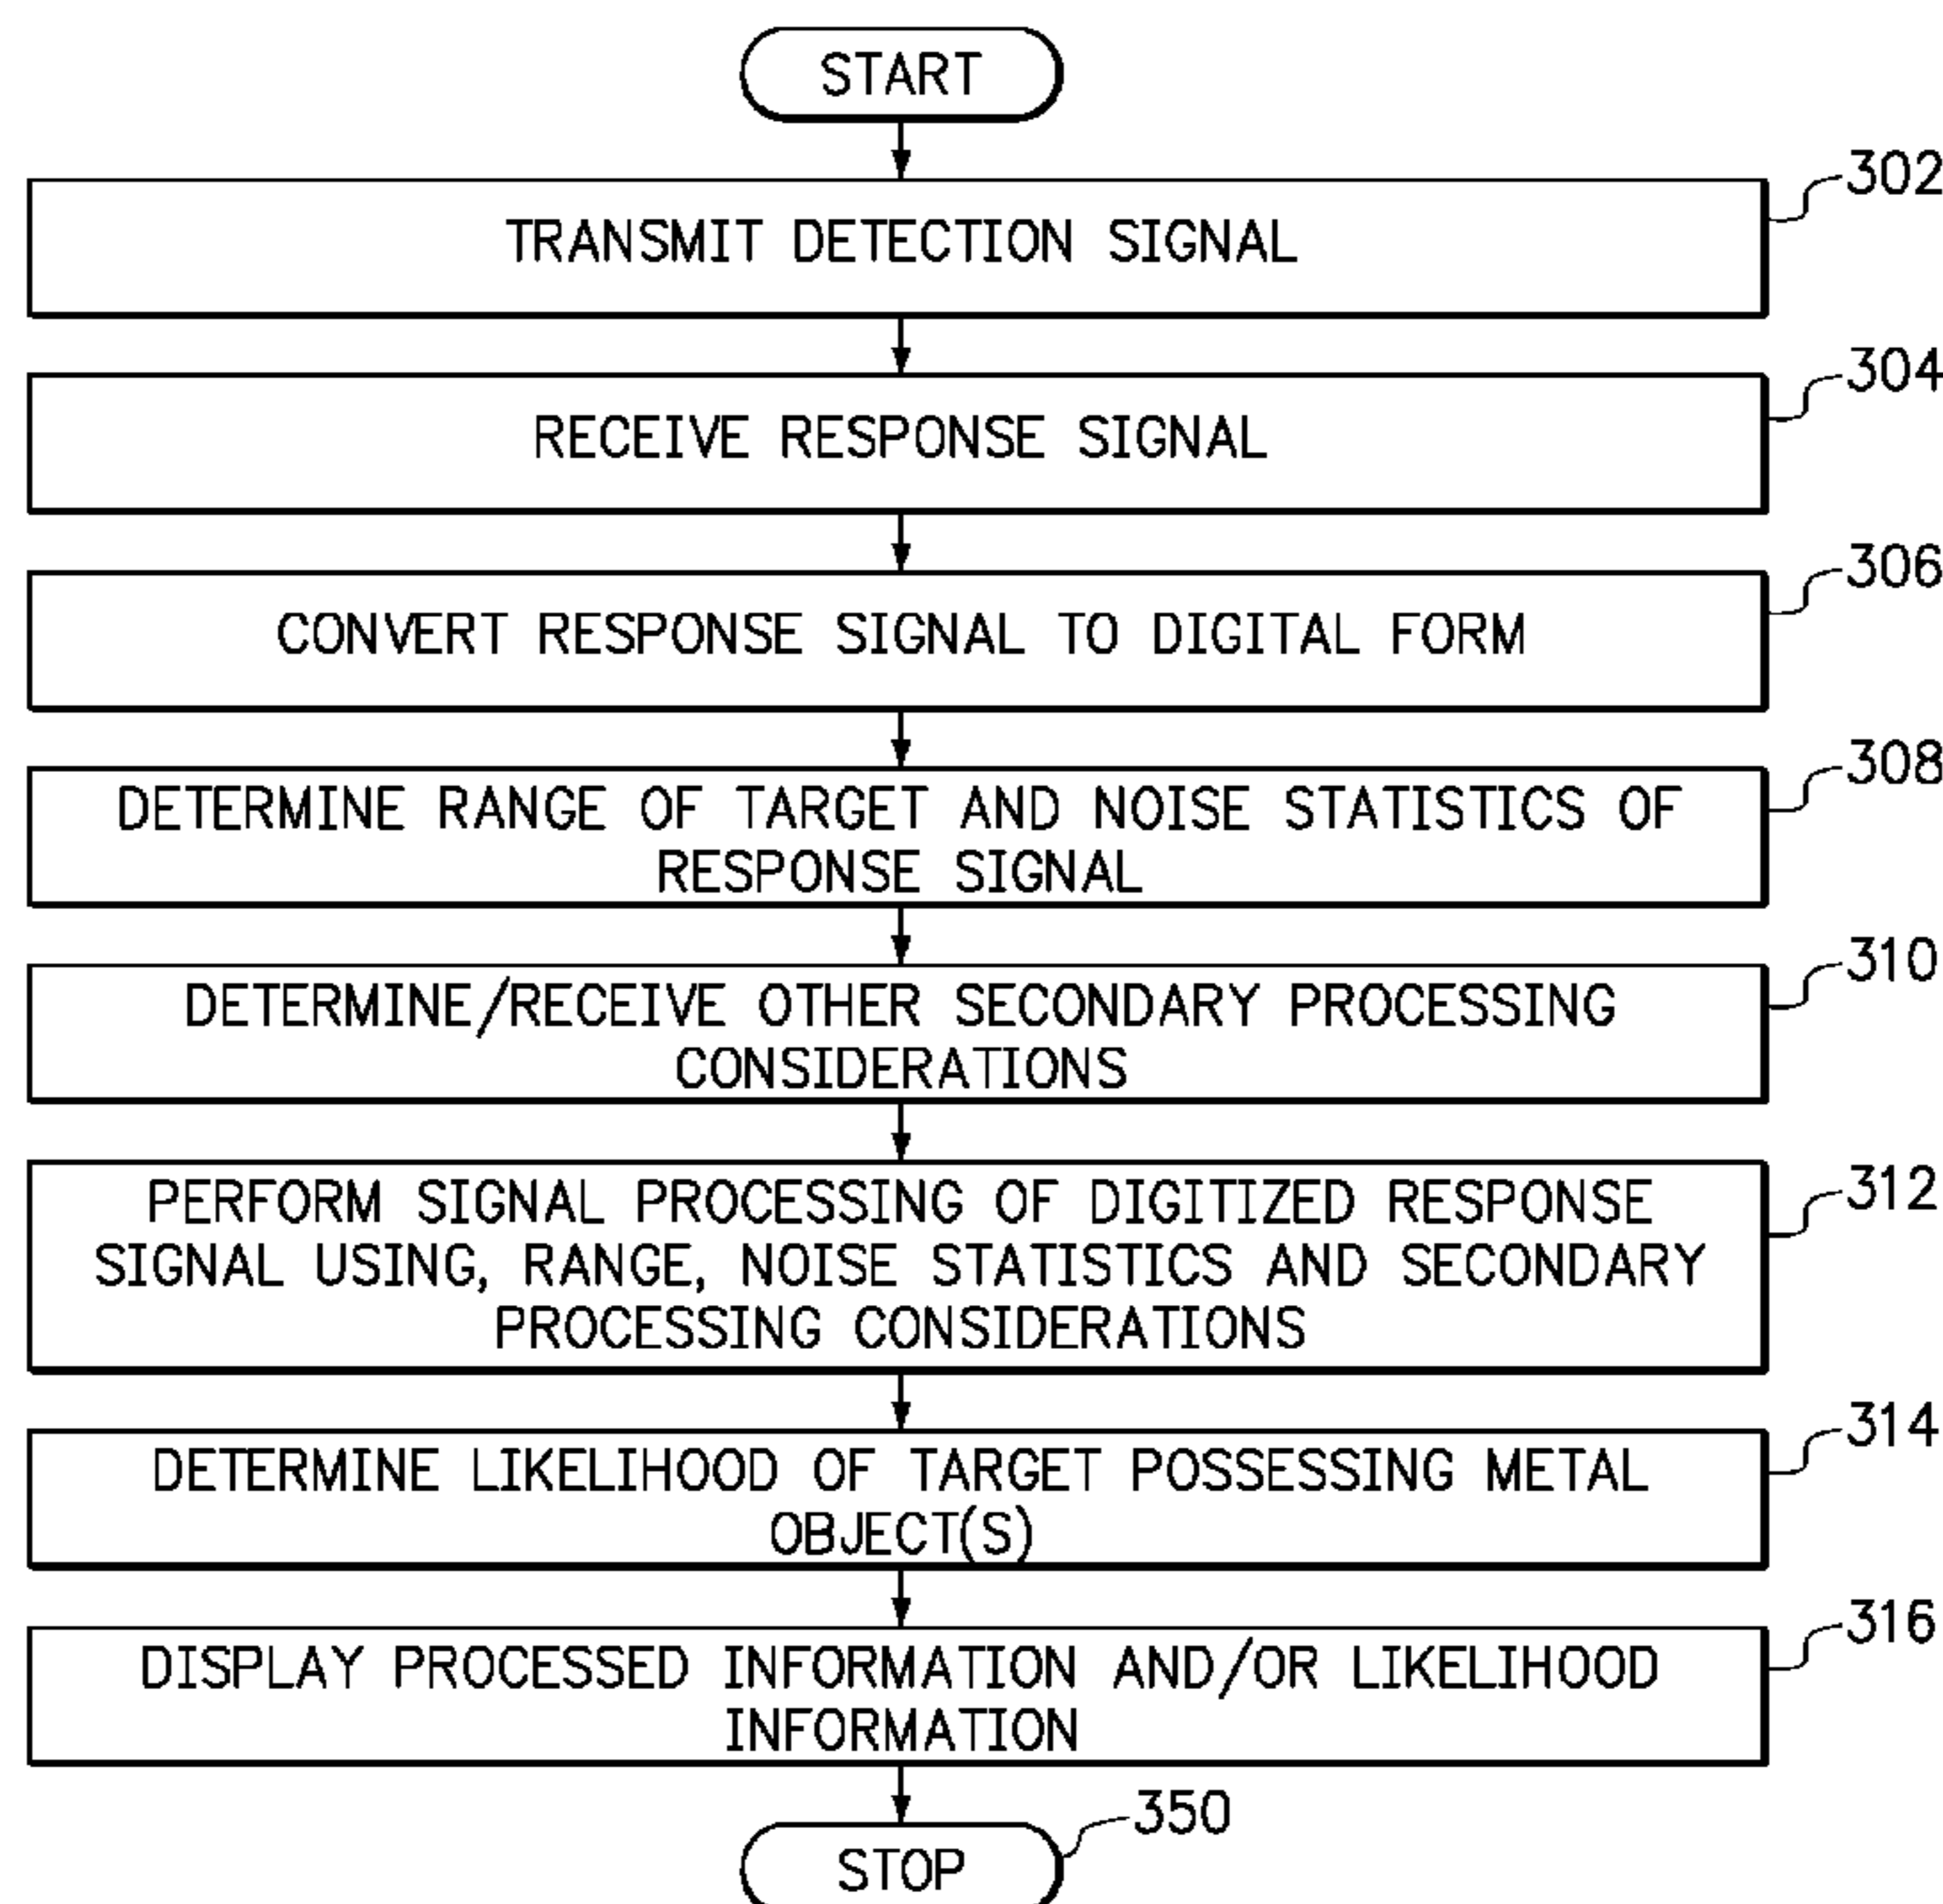 START
302
TRANSMIT DETECTION SIGNAL
304
RECEIVE RESPONSE SIGNAL
306
CONVERT RESPONSE SIGNAL TO DIGITAL FORM
308
DETERMINE RANGE OF TARGET AND NOISE STATISTICS OF
RESPONSE SIGNAL
310
DETERMINE/RECEIVE OTHER SECONDARY PROCESSING
CONSIDERATIONS
312
PERFORM SIGNAL PROCESSING OF DIGITIZED RESPONSE
SIGNAL USING, RANGE, NOISE STATISTICS AND SECONDARY
PROCESSING CONSIDERATIONS
314
DETERMINE LIKELIHOOD OF TARGET POSSESSING METAL
OBJECT(S)
316
DISPLAY PROCESSED INFORMATION AND/OR LIKELIHOOD
INFORMATION
350
STOP